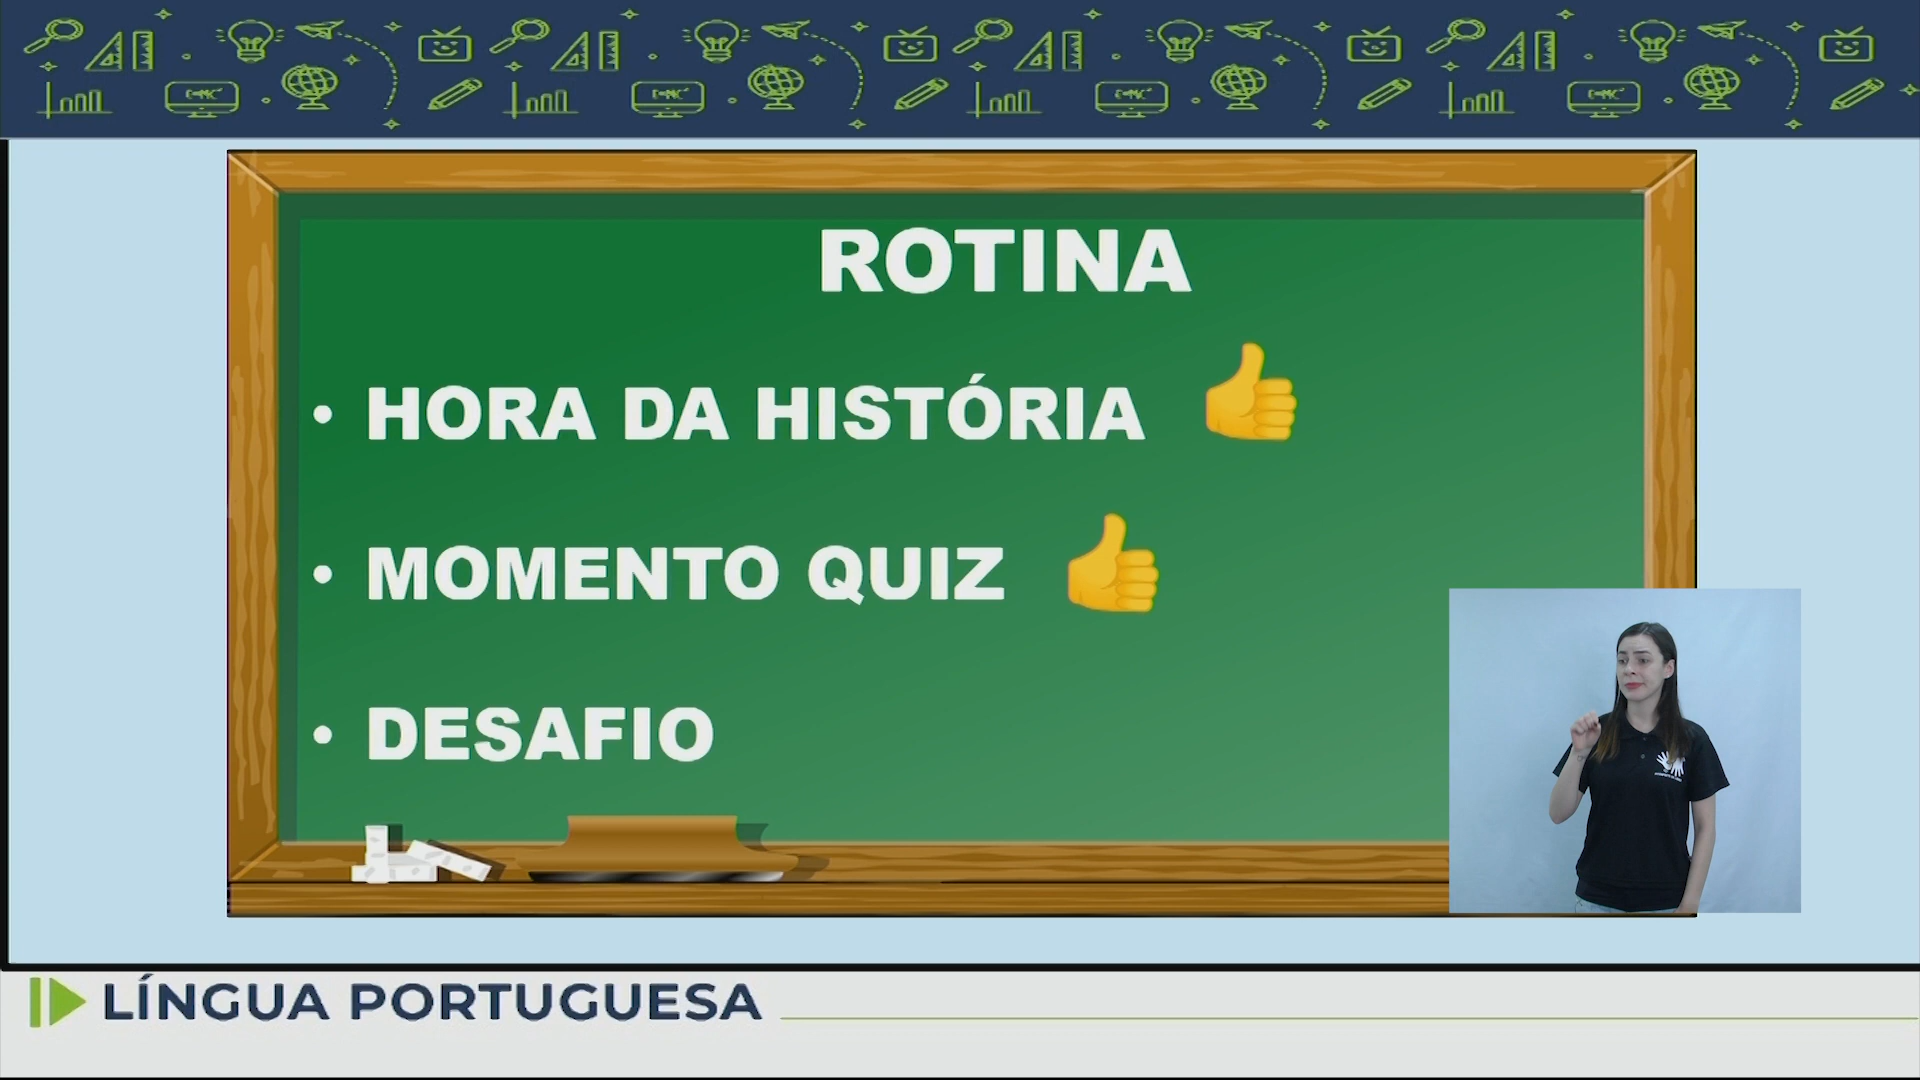 ROTINA
• HORA DA HISTÓRIA 👍
• MOMENTO QUIZ 👍
• DESAFIO
LÍNGUA PORTUGUESA